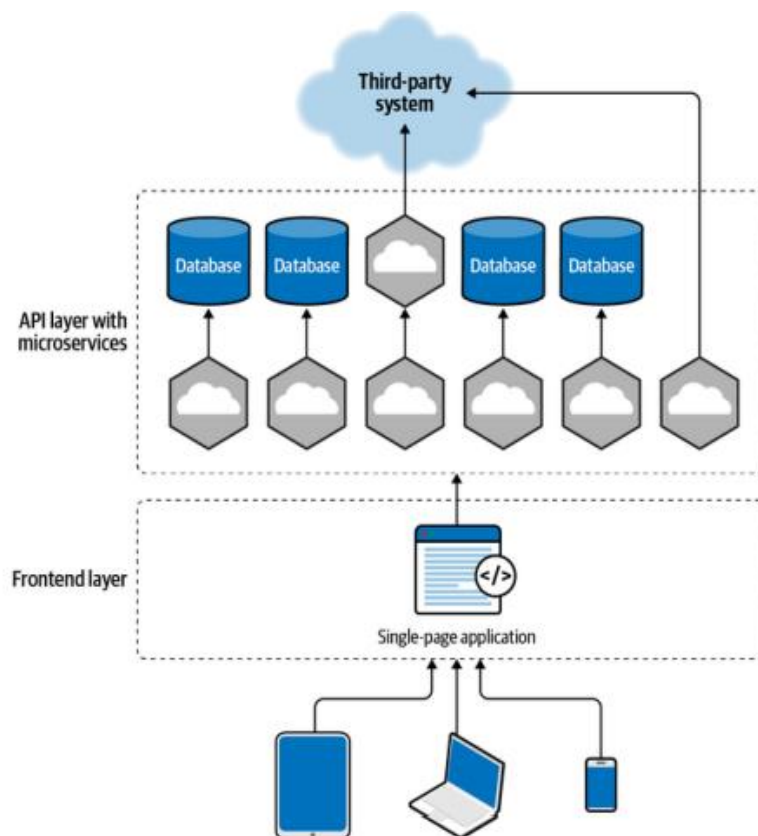 Third-party
system
Database
Database
Database
Database
API layer with
microservices
Frontend layer
</>
Single-page application